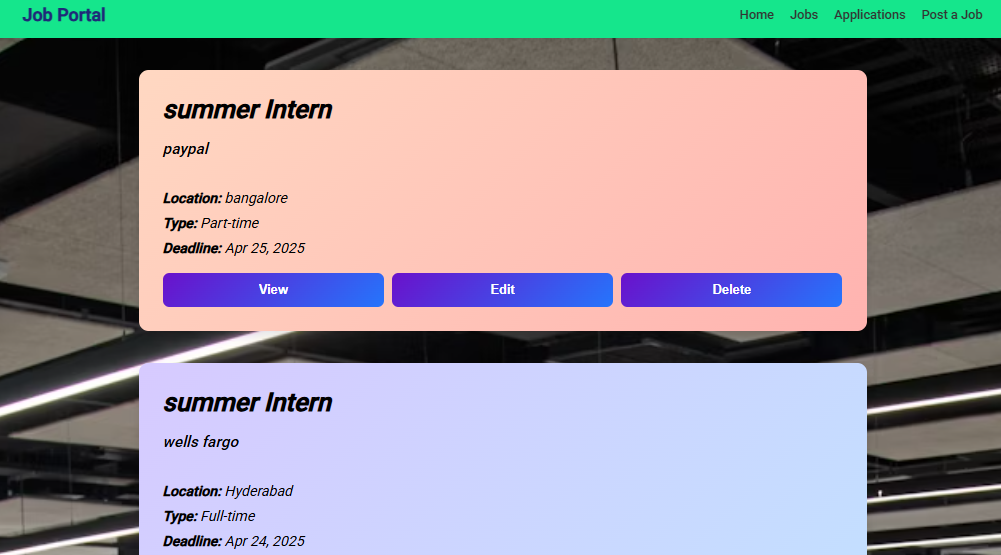 Job Portal Home Jobs Applications Post a Job
summer Intern
paypal
Location: bangalore
Type: Part-time
Deadline: Apr 25, 2025
View Edit Delete
summer Intern
wells fargo
Location: Hyderabad
Type: Full-time
Deadline: Apr 24, 2025